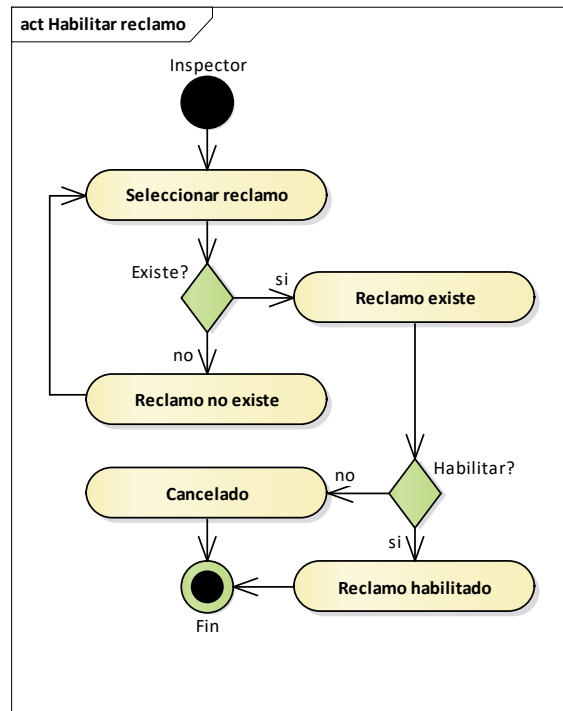 act Habilitar reclamo
Inspector
Seleccionar reclamo
Existe?
si
Reclamo existe
no
Reclamo no existe
Habilitar?
no
Cancelado
si
Reclamo habilitado
Fin